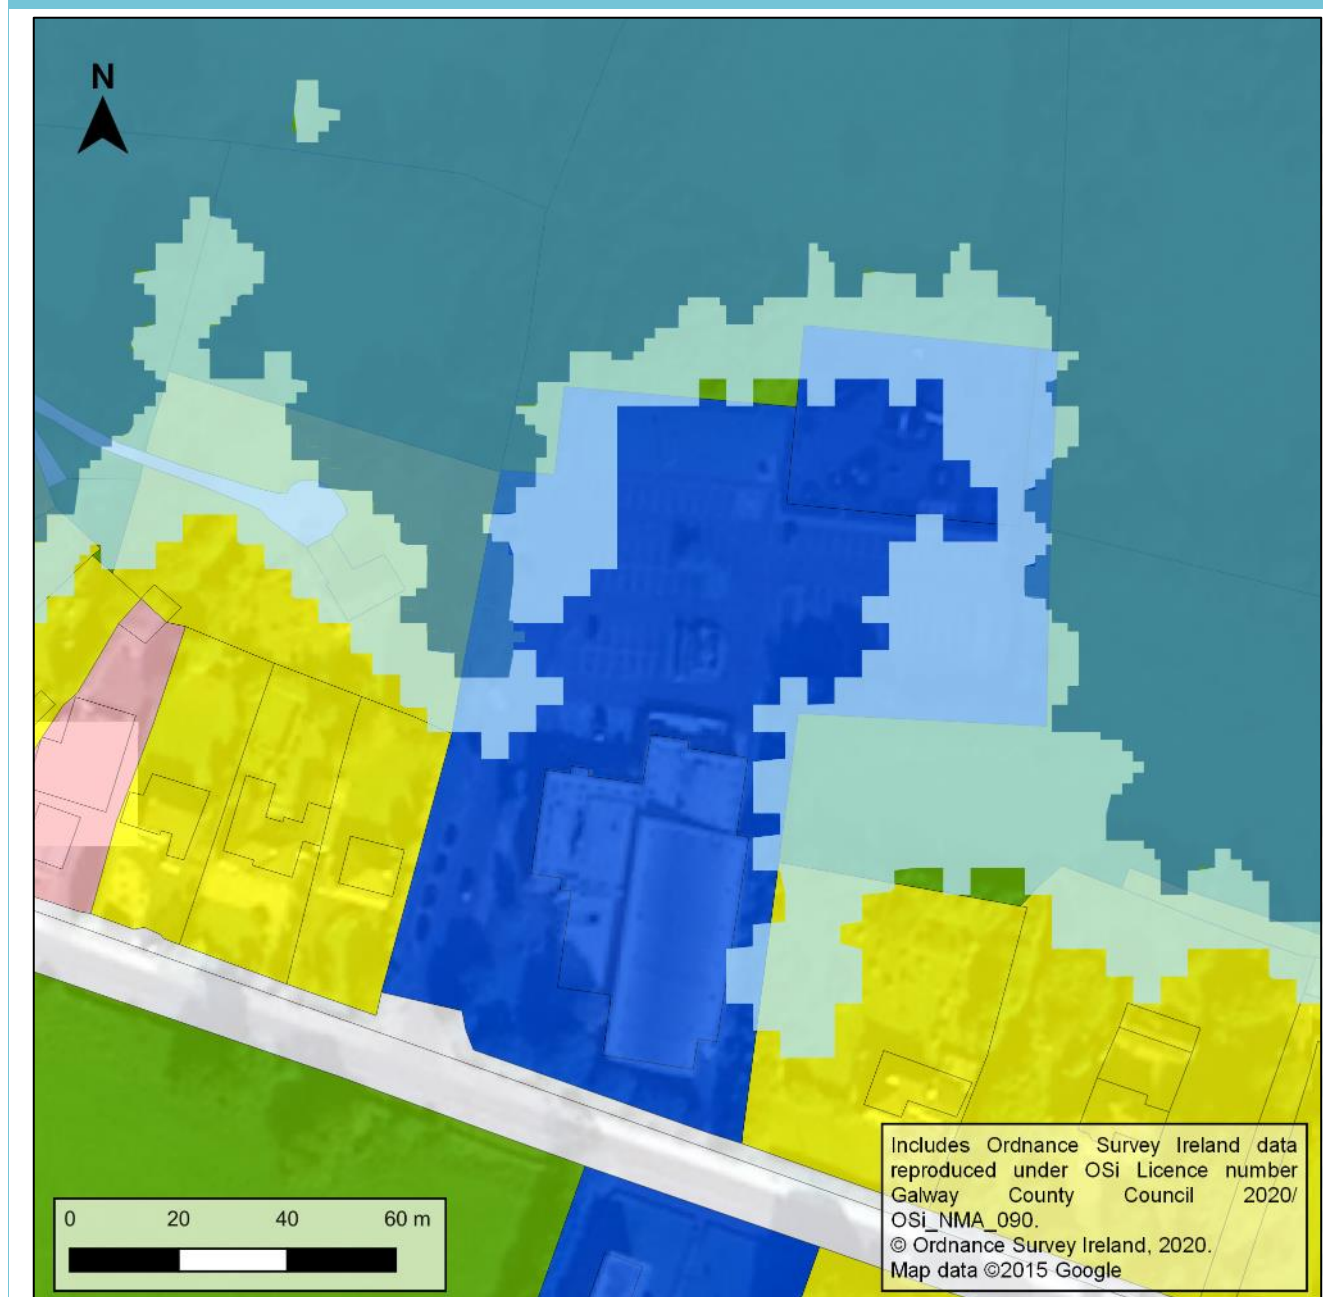 N
0 20 40 60 m
Includes Ordnance Survey Ireland data
reproduced under OSi Licence number
Galway County Council 2020/
OSi_NMA_090.
© Ordnance Survey Ireland, 2020.
Map data ©2015 Google